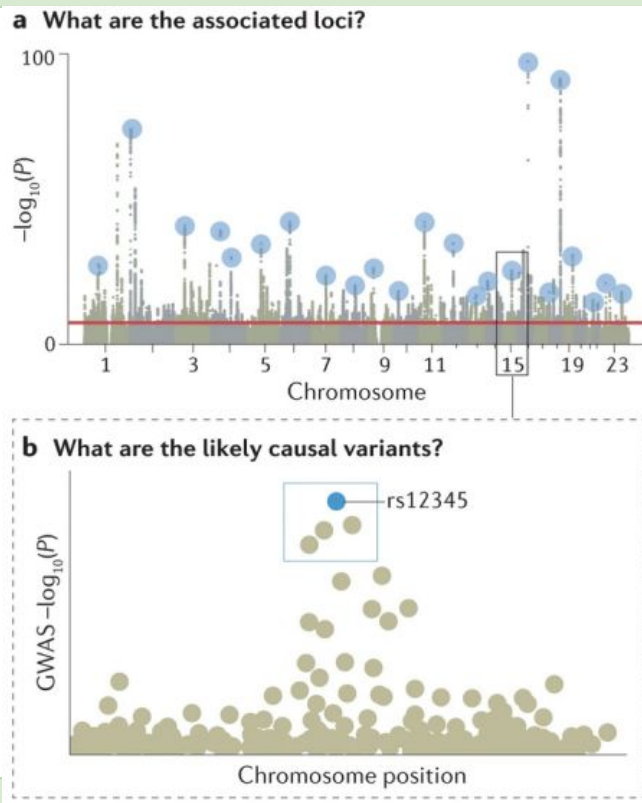 a What are the associated loci?
100
−log10(P)
0
1 3 5 7 9 11 15 19 23
Chromosome
b What are the likely causal variants?
rs12345
GWAS −log10(P)
Chromosome position